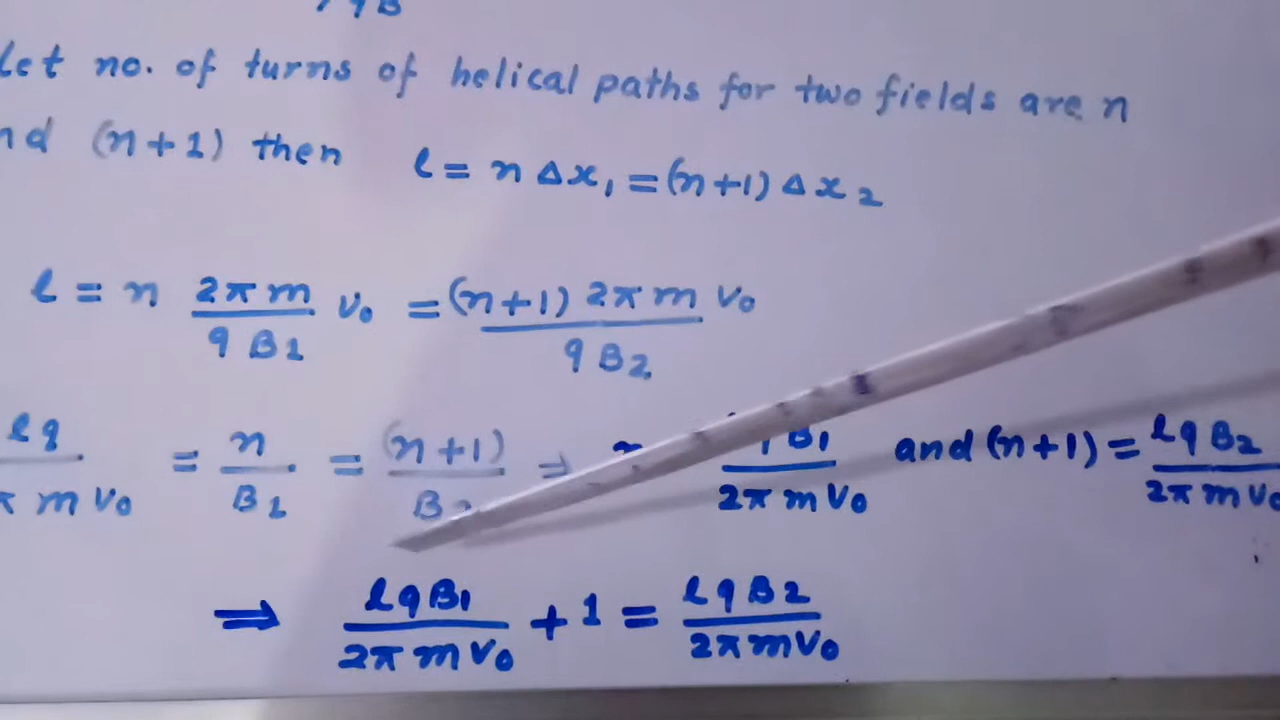 qB
Let no. of turns of helical paths for two fields are n
nd (n+1) then l = n Δx₁ = (n+1) Δx₂
l = n 2πm/qB₁ v₀ = (n+1) 2πm/qB₂ v₀
lq/πmv₀ = n/B₁ = (n+1)/B₂ ⇒ qB₁/2πmv₀ and (n+1) = lqB₂/2πmv₀
⇒ lqB₁/2πmv₀ + 1 = lqB₂/2πmv₀